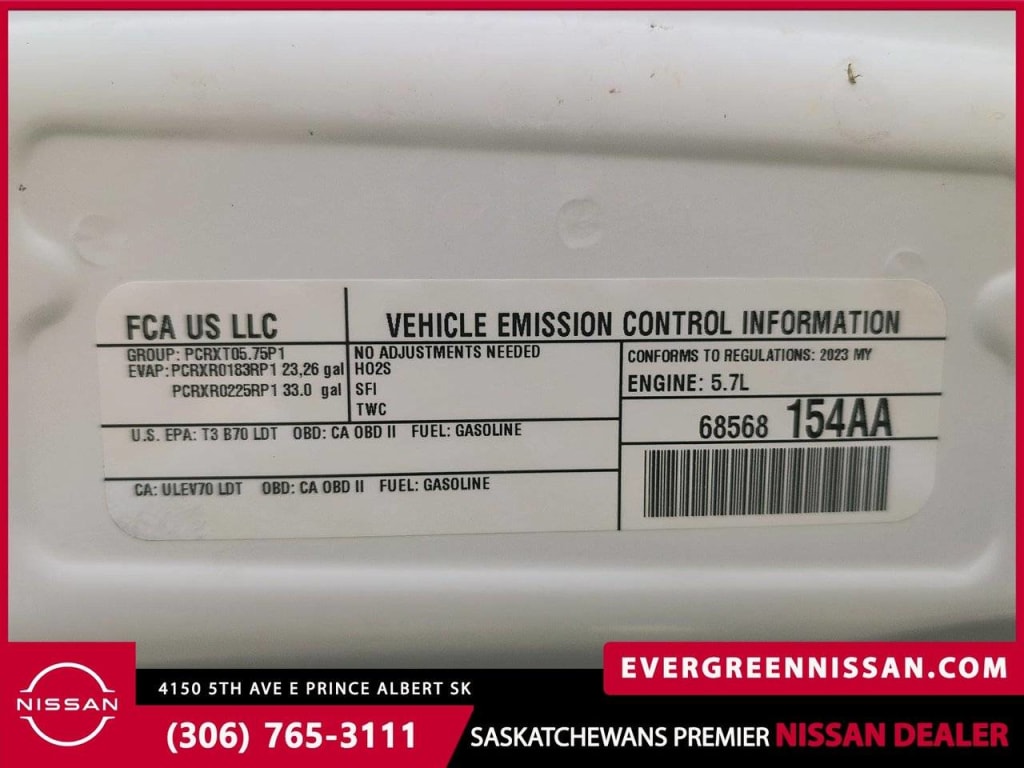 FCA US LLC
VEHICLE EMISSION CONTROL INFORMATION
GROUP: PCRXT05.75P1
EVAP: PCRXR0183RP1 23,26 gal
PCRXR0225RP1 33.0 gal
NO ADJUSTMENTS NEEDED
HO2S
SFI
TWC
CONFORMS TO REGULATIONS: 2023 MY
ENGINE: 5.7L
68568 154AA
U.S. EPA: T3 B70 LDT OBD: CA OBD II FUEL: GASOLINE
CA: ULEV70 LDT OBD: CA OBD II FUEL: GASOLINE
EVERGREENNISSAN.COM
NISSAN
4150 5TH AVE E PRINCE ALBERT SK
(306) 765-3111
SASKATCHEWANS PREMIER NISSAN DEALER